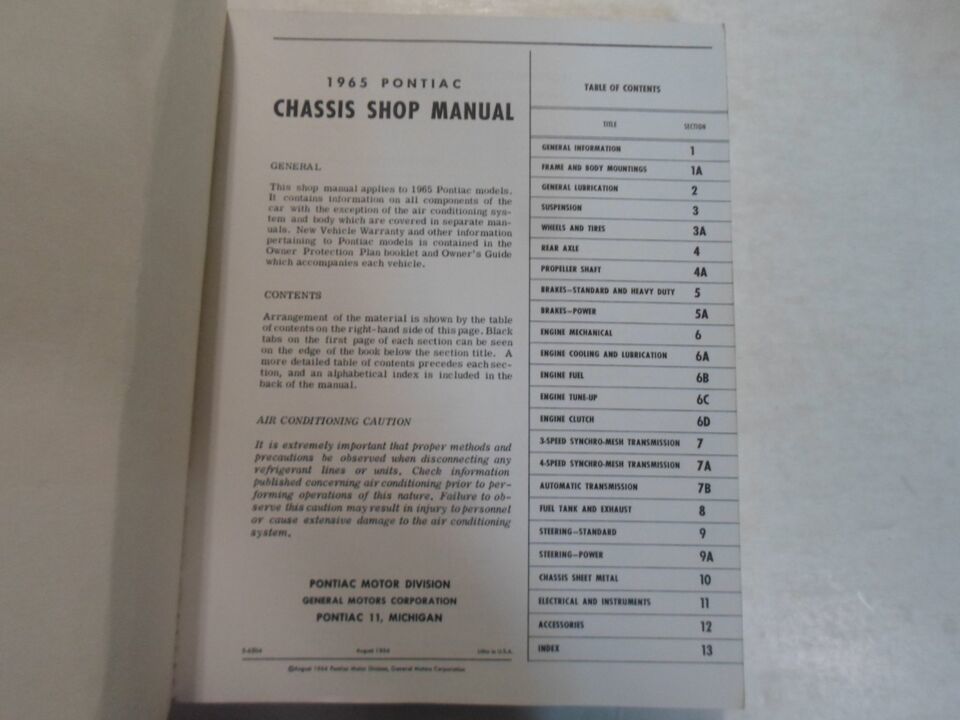 1965 PONTIAC
CHASSIS SHOP MANUAL
GENERAL
This shop manual applies to 1965 Pontiac models.
It contains information on all components of the
car with the exception of the air conditioning sys-
tem and body which are covered in separate man-
uals. New Vehicle Warranty and other information
pertaining to Pontiac models is contained in the
Owner Protection Plan booklet and Owner's Guide
which accompanies each vehicle.
CONTENTS
Arrangement of the material is shown by the table
of contents on the right-hand side of this page. Black
tabs on the first page of each section can be seen
on the edge of the book below the section title. A
more detailed table of contents precedes each sec-
tion, and an alphabetical index is included in the
back of the manual.
AIR CONDITIONING CAUTION
It is extremely important that proper methods and
precautions be observed when disconnecting any
refrigerant lines or units. Check information
published concerning air conditioning prior to per-
forming operations of this nature. Failure to ob-
serve this caution may result in injury to personnel
or cause extensive damage to the air conditioning
system.
PONTIAC MOTOR DIVISION
GENERAL MOTORS CORPORATION
PONTIAC 11, MICHIGAN
August 1964 Litho in U.S.A.
©August 1964 Pontiac Motor Division, General Motors Corporation
TABLE OF CONTENTS
TITLE SECTION
GENERAL INFORMATION 1
FRAME AND BODY MOUNTINGS 1A
GENERAL LUBRICATION 2
SUSPENSION 3
WHEELS AND TIRES 3A
REAR AXLE 4
PROPELLER SHAFT 4A
BRAKES—STANDARD AND HEAVY DUTY 5
BRAKES—POWER 5A
ENGINE MECHANICAL 6
ENGINE COOLING AND LUBRICATION 6A
ENGINE FUEL 6B
ENGINE TUNE-UP 6C
ENGINE CLUTCH 6D
3-SPEED SYNCHRO-MESH TRANSMISSION 7
4-SPEED SYNCHRO-MESH TRANSMISSION 7A
AUTOMATIC TRANSMISSION 7B
FUEL TANK AND EXHAUST 8
STEERING—STANDARD 9
STEERING—POWER 9A
CHASSIS SHEET METAL 10
ELECTRICAL AND INSTRUMENTS 11
ACCESSORIES 12
INDEX 13